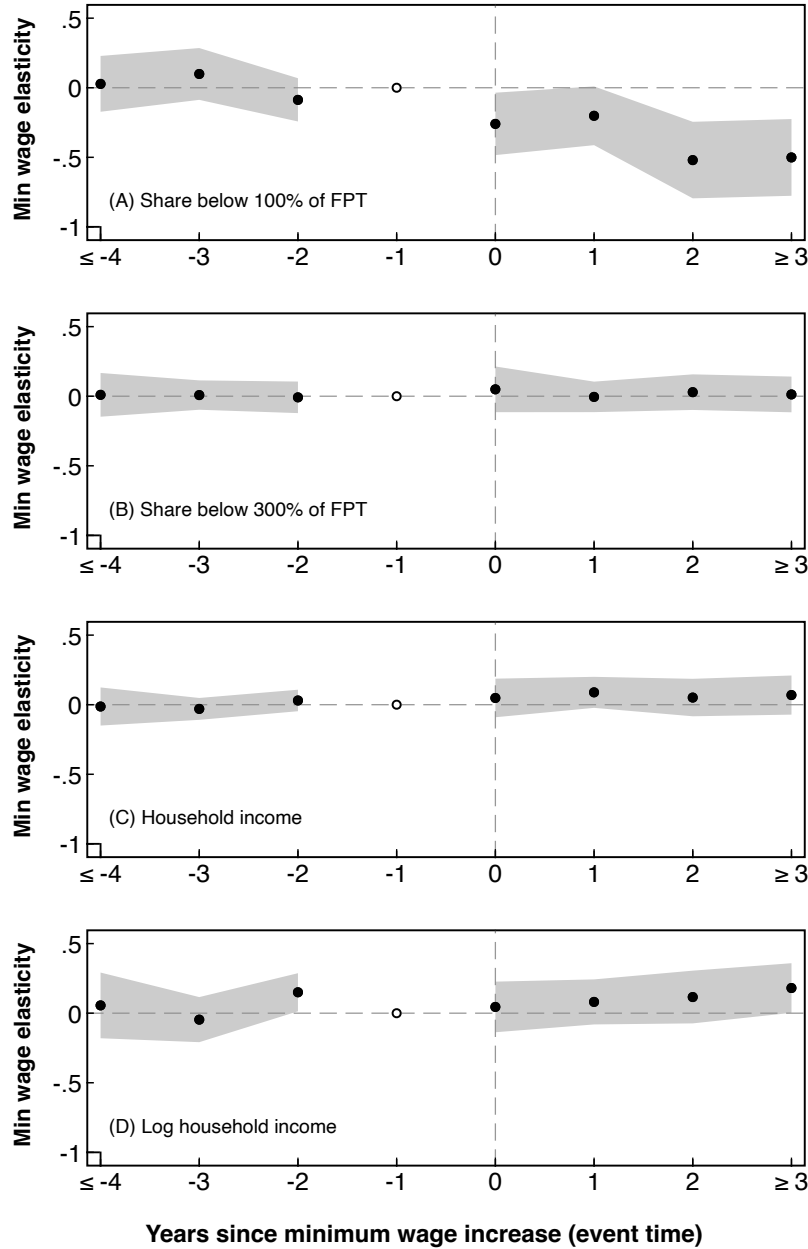 Min wage elasticity
.5
0
-.5
-1
(A) Share below 100% of FPT
≤ -4 -3 -2 -1 0 1 2 ≥ 3
Min wage elasticity
.5
0
-.5
-1
(B) Share below 300% of FPT
≤ -4 -3 -2 -1 0 1 2 ≥ 3
Min wage elasticity
.5
0
-.5
-1
(C) Household income
≤ -4 -3 -2 -1 0 1 2 ≥ 3
Min wage elasticity
.5
0
-.5
-1
(D) Log household income
≤ -4 -3 -2 -1 0 1 2 ≥ 3
Years since minimum wage increase (event time)